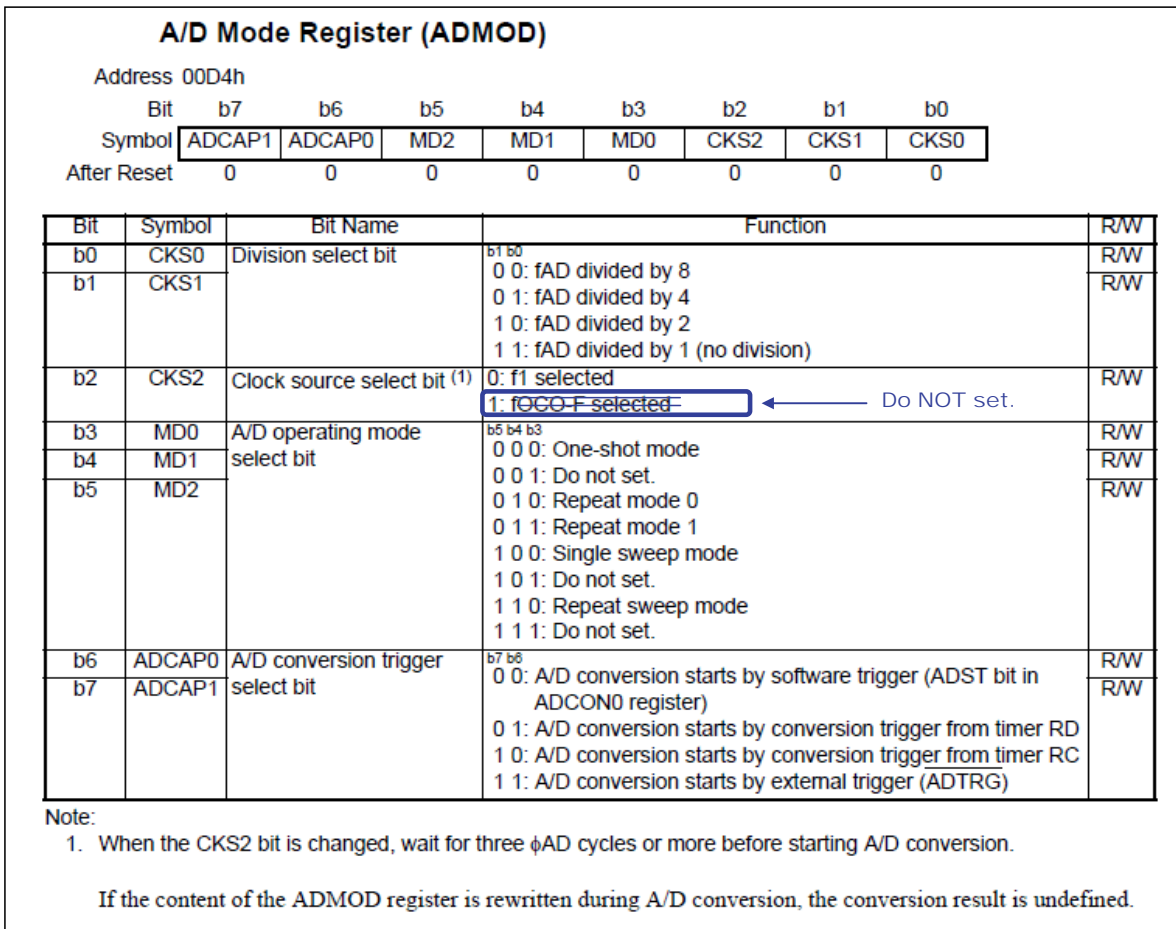 A/D Mode Register (ADMOD)
Address 00D4h
Bit b7 b6 b5 b4 b3 b2 b1 b0
Symbol ADCAP1 ADCAP0 MD2 MD1 MD0 CKS2 CKS1 CKS0
After Reset 0 0 0 0 0 0 0 0
Bit Symbol Bit Name Function R/W
b0 CKS0 Division select bit b1 b0 R/W
0 0: fAD divided by 8
b1 CKS1 R/W
0 1: fAD divided by 4
1 0: fAD divided by 2
1 1: fAD divided by 1 (no division)
b2 CKS2 Clock source select bit (1) 0: f1 selected R/W
1: fOCO-F selected Do NOT set.
b3 MD0 A/D operating mode b5 b4 b3 R/W
0 0 0: One-shot mode
b4 MD1 select bit R/W
0 0 1: Do not set.
b5 MD2 R/W
0 1 0: Repeat mode 0
0 1 1: Repeat mode 1
1 0 0: Single sweep mode
1 0 1: Do not set.
1 1 0: Repeat sweep mode
1 1 1: Do not set.
b6 ADCAP0 A/D conversion trigger b7 b6 R/W
0 0: A/D conversion starts by software trigger (ADST bit in
b7 ADCAP1 select bit R/W
ADCON0 register)
0 1: A/D conversion starts by conversion trigger from timer RD
1 0: A/D conversion starts by conversion trigger from timer RC
1 1: A/D conversion starts by external trigger (ADTRG)
Note:
1. When the CKS2 bit is changed, wait for three ϕAD cycles or more before starting A/D conversion.
If the content of the ADMOD register is rewritten during A/D conversion, the conversion result is undefined.